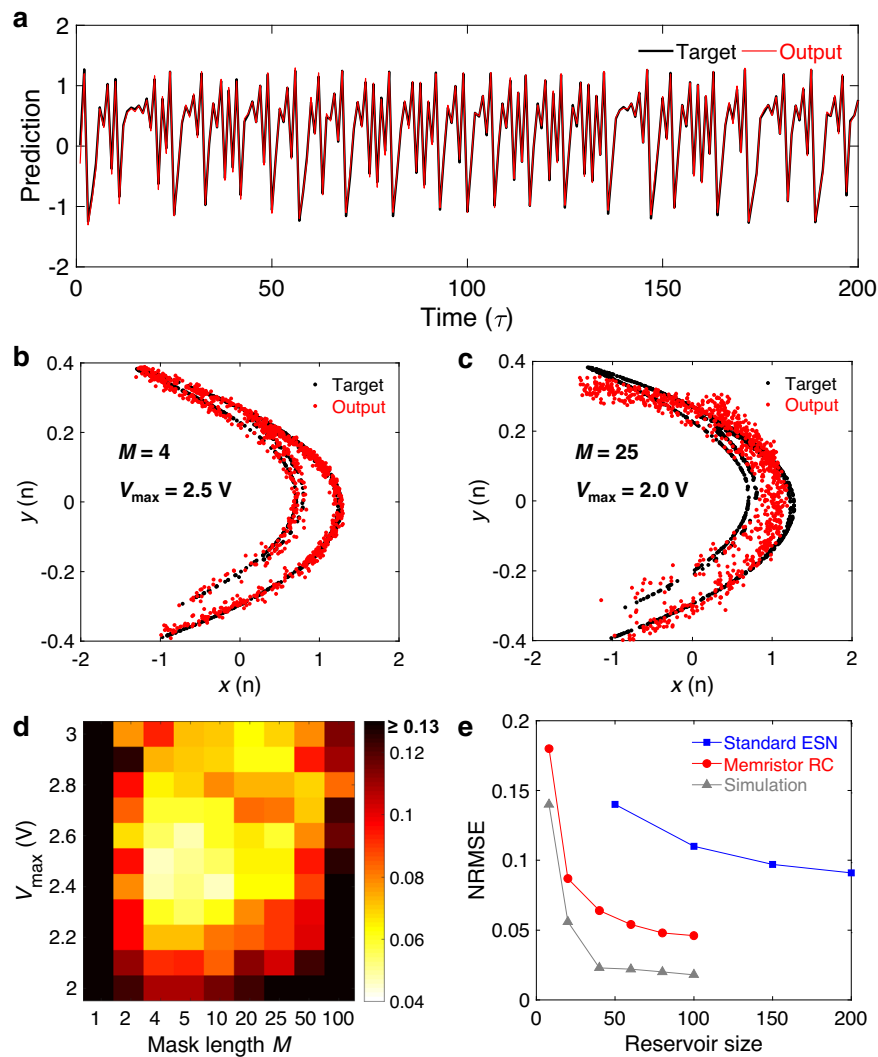 a
2
1
0
-1
-2
Prediction
Target Output
0 50 100 150 200
Time (τ)
b
0.4
0.2
0
-0.2
-0.4
y (n)
Target
Output
M = 4
Vmax = 2.5 V
-2 -1 0 1 2
x (n)
c
0.4
0.2
0
-0.2
-0.4
y (n)
Target
Output
M = 25
Vmax = 2.0 V
-2 -1 0 1 2
x (n)
d
3
2.8
2.6
2.4
2.2
2
Vmax (V)
1 2 4 5 10 20 25 50 100
Mask length M
≥ 0.13
0.12
0.1
0.08
0.06
0.04
e
0.2
0.15
0.1
0.05
0
NRMSE
Standard ESN
Memristor RC
Simulation
0 50 100 150 200
Reservoir size